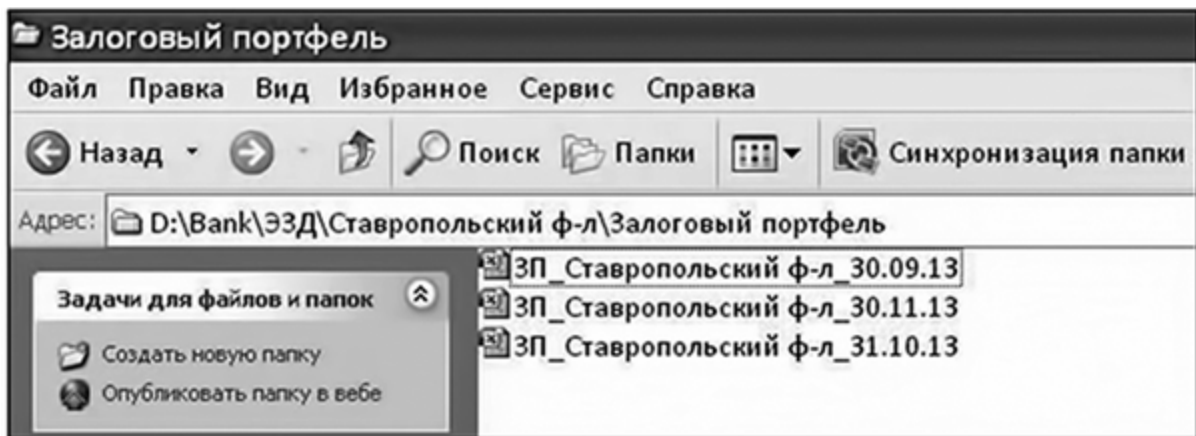 Залоговый портфель
Файл Правка Вид Избранное Сервис Справка
Назад Поиск Папки Синхронизация папки
Адрес: D:\Bank\ЭЗД\Ставропольский ф-л\Залоговый портфель
ЗП_Ставропольский ф-л_30.09.13
ЗП_Ставропольский ф-л_30.11.13
ЗП_Ставропольский ф-л_31.10.13
Задачи для файлов и папок
Создать новую папку
Опубликовать папку в вебе